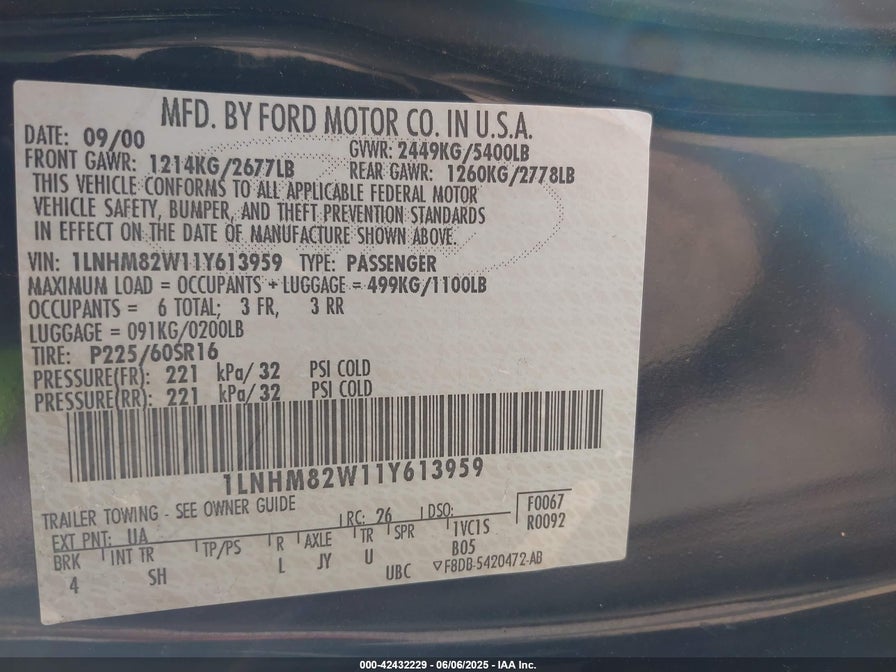 MFD. BY FORD MOTOR CO. IN U.S.A.
DATE: 09/00 GVWR: 2449KG/5400LB
FRONT GAWR: 1214KG/2677LB REAR GAWR: 1260KG/2778LB
THIS VEHICLE CONFORMS TO ALL APPLICABLE FEDERAL MOTOR
VEHICLE SAFETY, BUMPER, AND THEFT PREVENTION STANDARDS
IN EFFECT ON THE DATE OF MANUFACTURE SHOWN ABOVE.
VIN: 1LNHM82W11Y613959 TYPE: PASSENGER
MAXIMUM LOAD = OCCUPANTS + LUGGAGE = 499KG/1100LB
OCCUPANTS = 6 TOTAL; 3 FR, 3 RR
LUGGAGE = 091KG/0200LB
TIRE: P225/60SR16
PRESSURE(FR): 221 kPa/ 32 PSI COLD
PRESSURE(RR): 221 kPa/ 32 PSI COLD
1LNHM82W11Y613959
TRAILER TOWING - SEE OWNER GUIDE
EXT PNT: UA RC: 26 DSO: F0067
R0092
BRK INT TR TP/PS R AXLE TR SPR 1VC1S
4 SH L JY U UBC B05
▽F8DB-5420472-AB
000-42432229 - 06/06/2025 - IAA Inc.